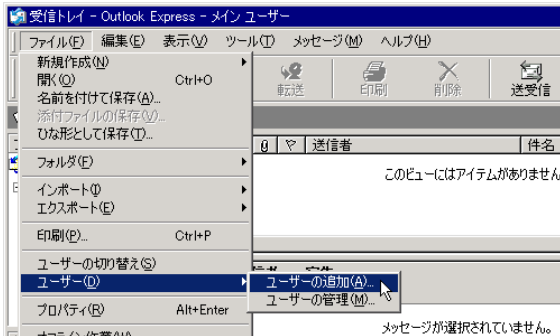 受信トレイ - Outlook Express - メイン ユーザー
ファイル(F) 編集(E) 表示(V) ツール(T) メッセージ(M) ヘルプ(H)
新規作成(N)
開く(O) Ctrl+O
名前を付けて保存(A)...
添付ファイルの保存(V)...
ひな形として保存(T)...
フォルダ(F)
インポート(I)
エクスポート(E)
印刷(P)... Ctrl+P
ユーザーの切り替え(S)
ユーザー(D)
プロパティ(R) Alt+Enter
転送 印刷 削除 送受信
送信者 件名
このビューにはアイテムがありません
ユーザーの追加(A)...
ユーザーの管理(M)...
メッセージが選択されていません。